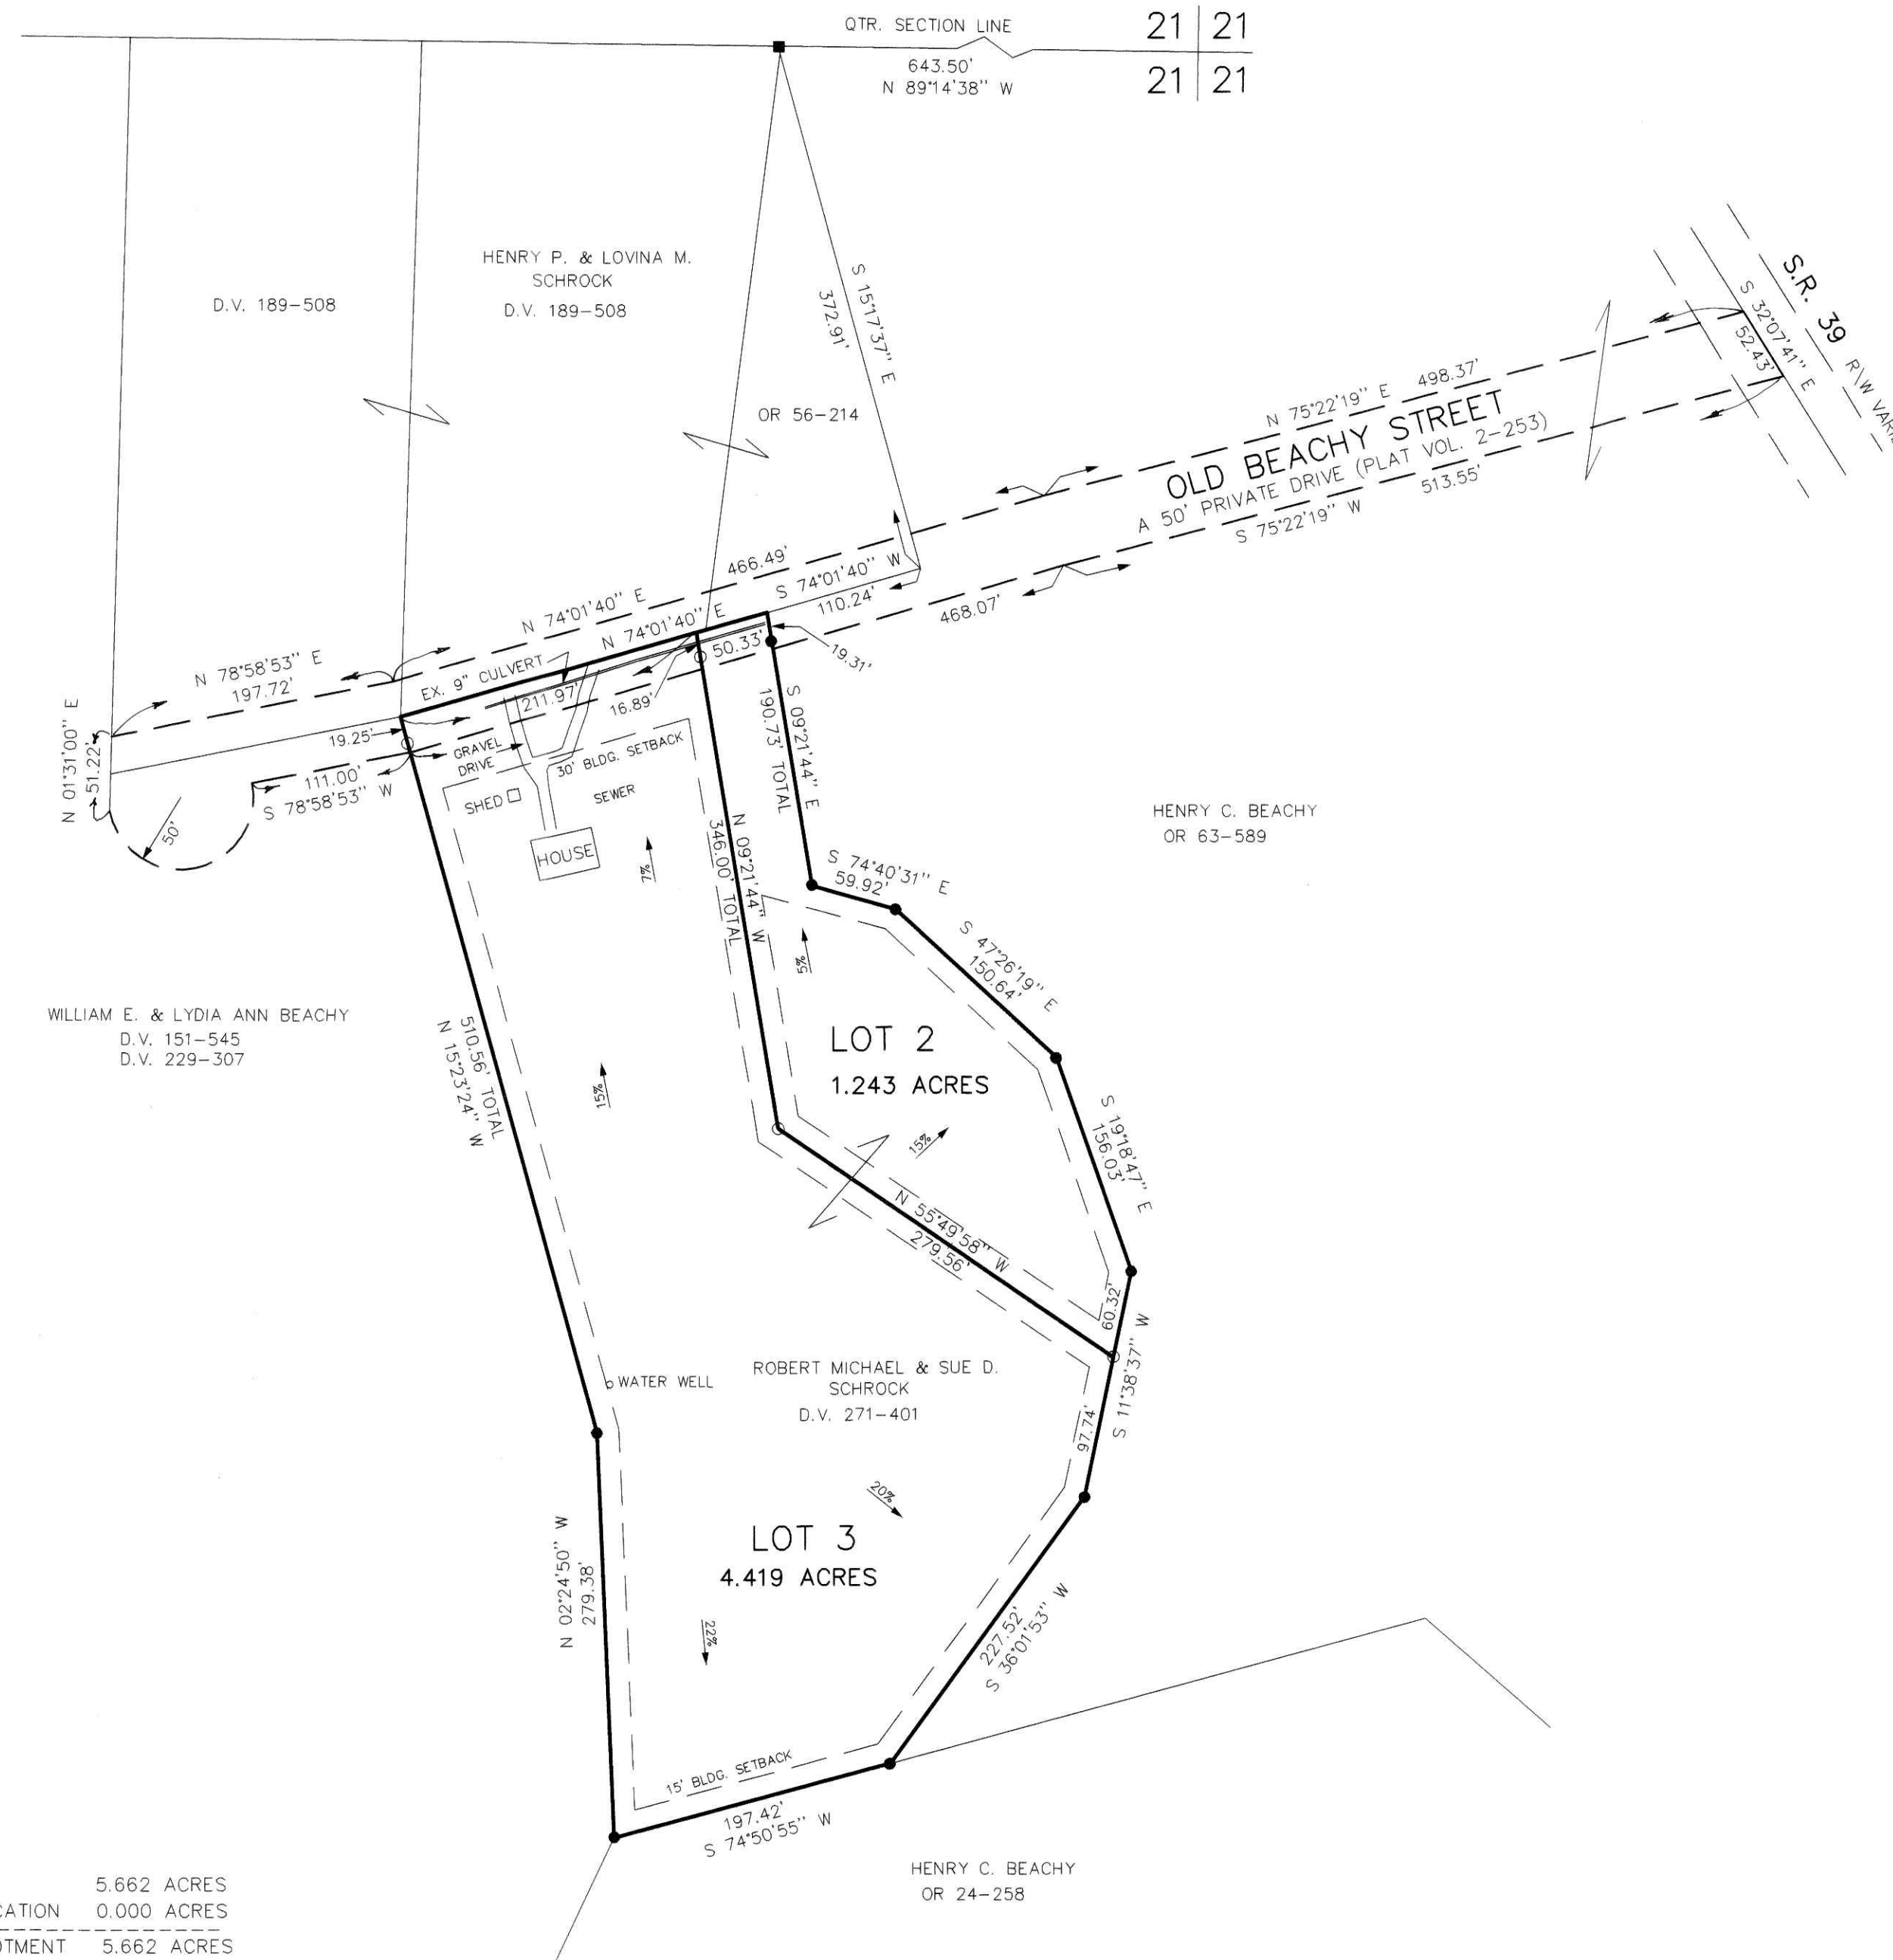 QTR. SECTION LINE
21 21
643.50'
N 89°14'38" W
21 21
HENRY P. & LOVINA M.
SCHROCK
D.V. 189-508
D.V. 189-508
S 15°17'37" E
372.91'
OR 56-214
S.R. 39
R\W
S 32°07'41" E
52.43'
N 75°22'19" E 498.37'
OLD BEACHY STREET
A 50' PRIVATE DRIVE (PLAT VOL. 2-253)
S 75°22'19" W 513.55'
466.49'
N 74°01'40" E
S 74°01'40" W
110.24'
468.07'
N 74°01'40" E
50.33'
19.31'
N 78°58'53" E
197.72'
EX. 9" CULVERT
211.97'
16.89'
N 01°31'00" E
51.22'
19.25'
GRAVEL
DRIVE
111.00'
S 78°58'53" W
50'
30' BLDG. SETBACK
SHED
SEWER
HOUSE
7%
S 09°21'44" E
190.73' TOTAL
N 09°21'44" W
346.00' TOTAL
HENRY C. BEACHY
OR 63-589
S 74°40'31" E
59.92'
5%
S 47°26'19" E
150.64'
WILLIAM E. & LYDIA ANN BEACHY
D.V. 151-545
D.V. 229-307
510.56' TOTAL
N 15°23'24" W
LOT 2
1.243 ACRES
15%
15%
S 19°18'47" E
156.03'
N 55°49'58" W
279.56'
60.32'
S 11°38'37" W
97.74'
WATER WELL
ROBERT MICHAEL & SUE D.
SCHROCK
D.V. 271-401
20%
LOT 3
4.419 ACRES
N 02°24'50" W
279.38'
22%
227.52'
S 36°01'53" W
15' BLDG. SETBACK
197.42'
S 74°50'55" W
HENRY C. BEACHY
OR 24-258
5.662 ACRES
CATION 0.000 ACRES
OTMENT 5.662 ACRES